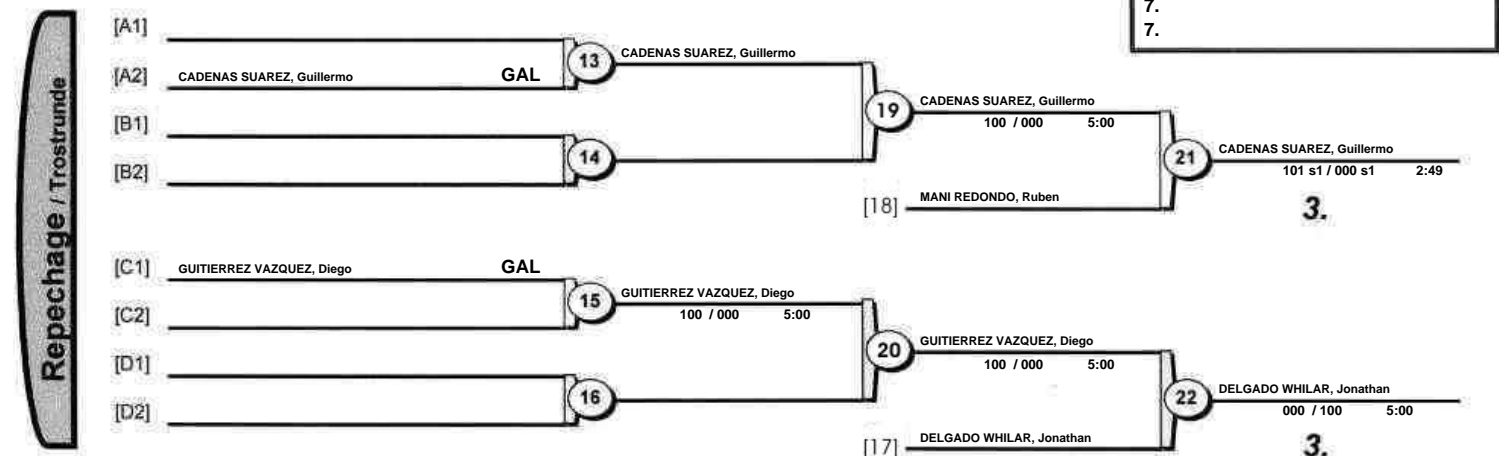 7.
7.
Repechage / Trostrunde
[A1]
[A2] CADENAS SUAREZ, Guillermo GAL
13 CADENAS SUAREZ, Guillermo
[B1]
[B2]
14
19 CADENAS SUAREZ, Guillermo
100 / 000 5:00
[18] MANI REDONDO, Ruben
21 CADENAS SUAREZ, Guillermo
101 s1 / 000 s1 2:49
3.
[C1] GUITIERREZ VAZQUEZ, Diego GAL
[C2]
15 GUITIERREZ VAZQUEZ, Diego
100 / 000 5:00
[D1]
[D2]
16
20 GUITIERREZ VAZQUEZ, Diego
100 / 000 5:00
[17] DELGADO WHILAR, Jonathan
22 DELGADO WHILAR, Jonathan
000 / 100 5:00
3.